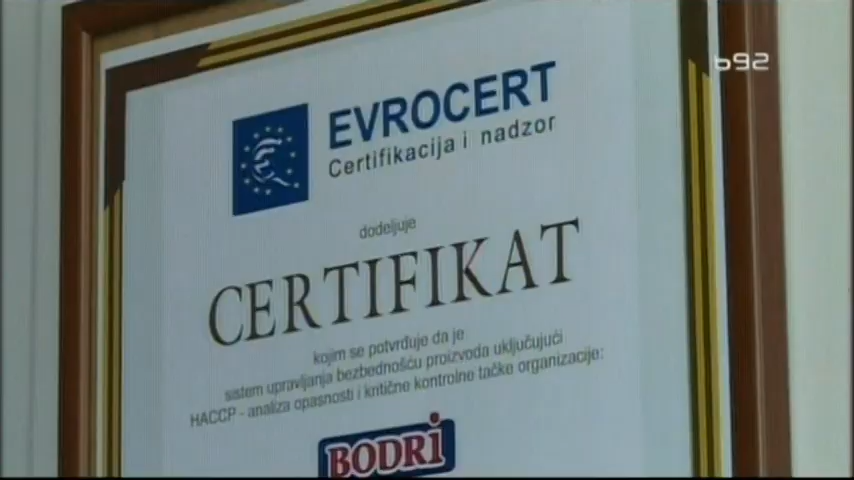 b92
EVROCERT
Certifikacija i nadzor
dodeljuje
CERTIFIKAT
kojim se potvrđuje da je
sistem upravljanja bezbednošću proizvoda uključujući
HACCP - analiza opasnosti i kritične kontrolne tačke organizacije:
BODRi